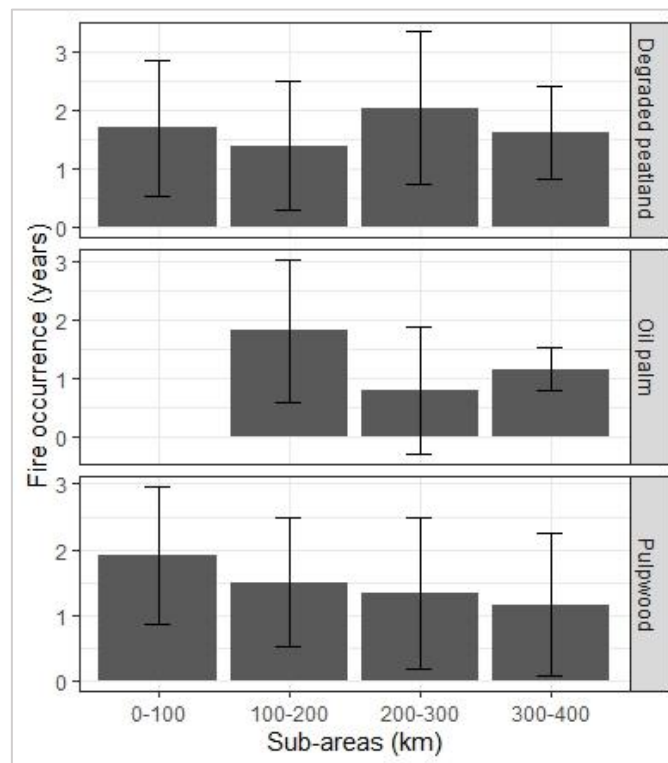 Fire occurrence (years)
3
2
1
0
Degraded peatland
3
2
1
0
Oil palm
3
2
1
0
Pulpwood
0-100 100-200 200-300 300-400
Sub-areas (km)